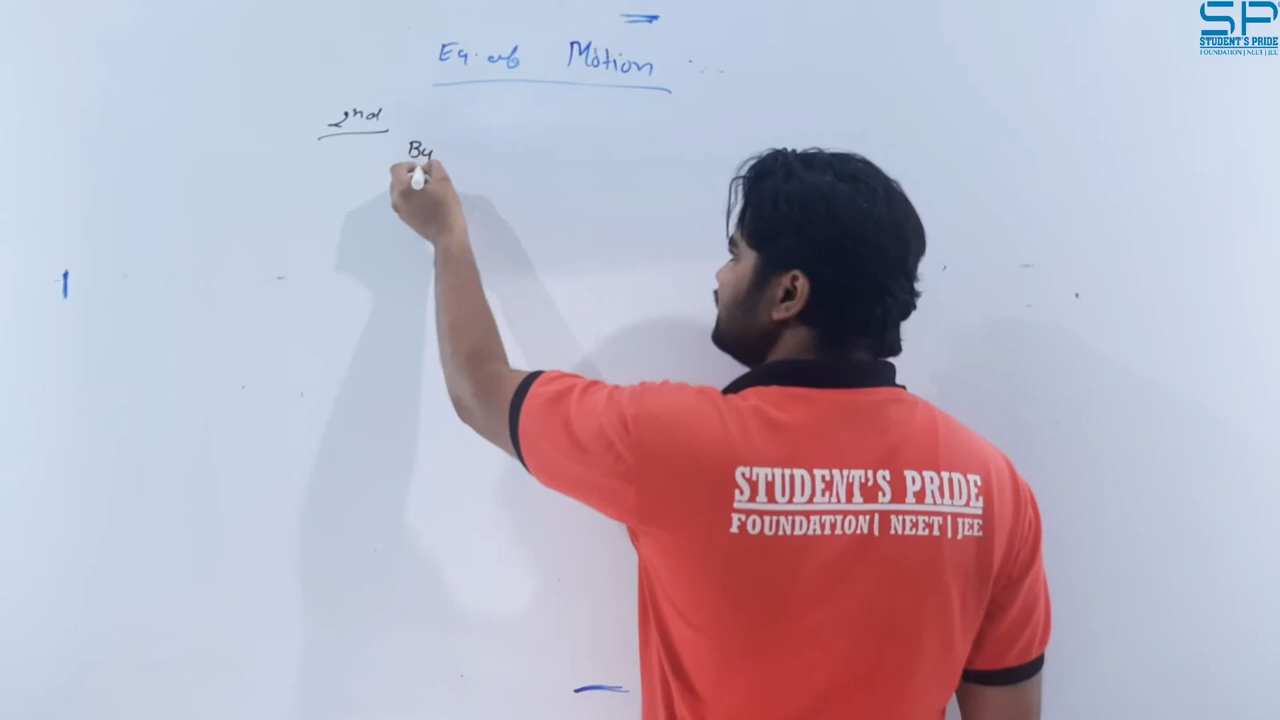 SP
STUDENT'S PRIDE
FOUNDATION | NEET | JEE
Eq. of Motion
2nd
By
STUDENT'S PRIDE
FOUNDATION | NEET | JEE